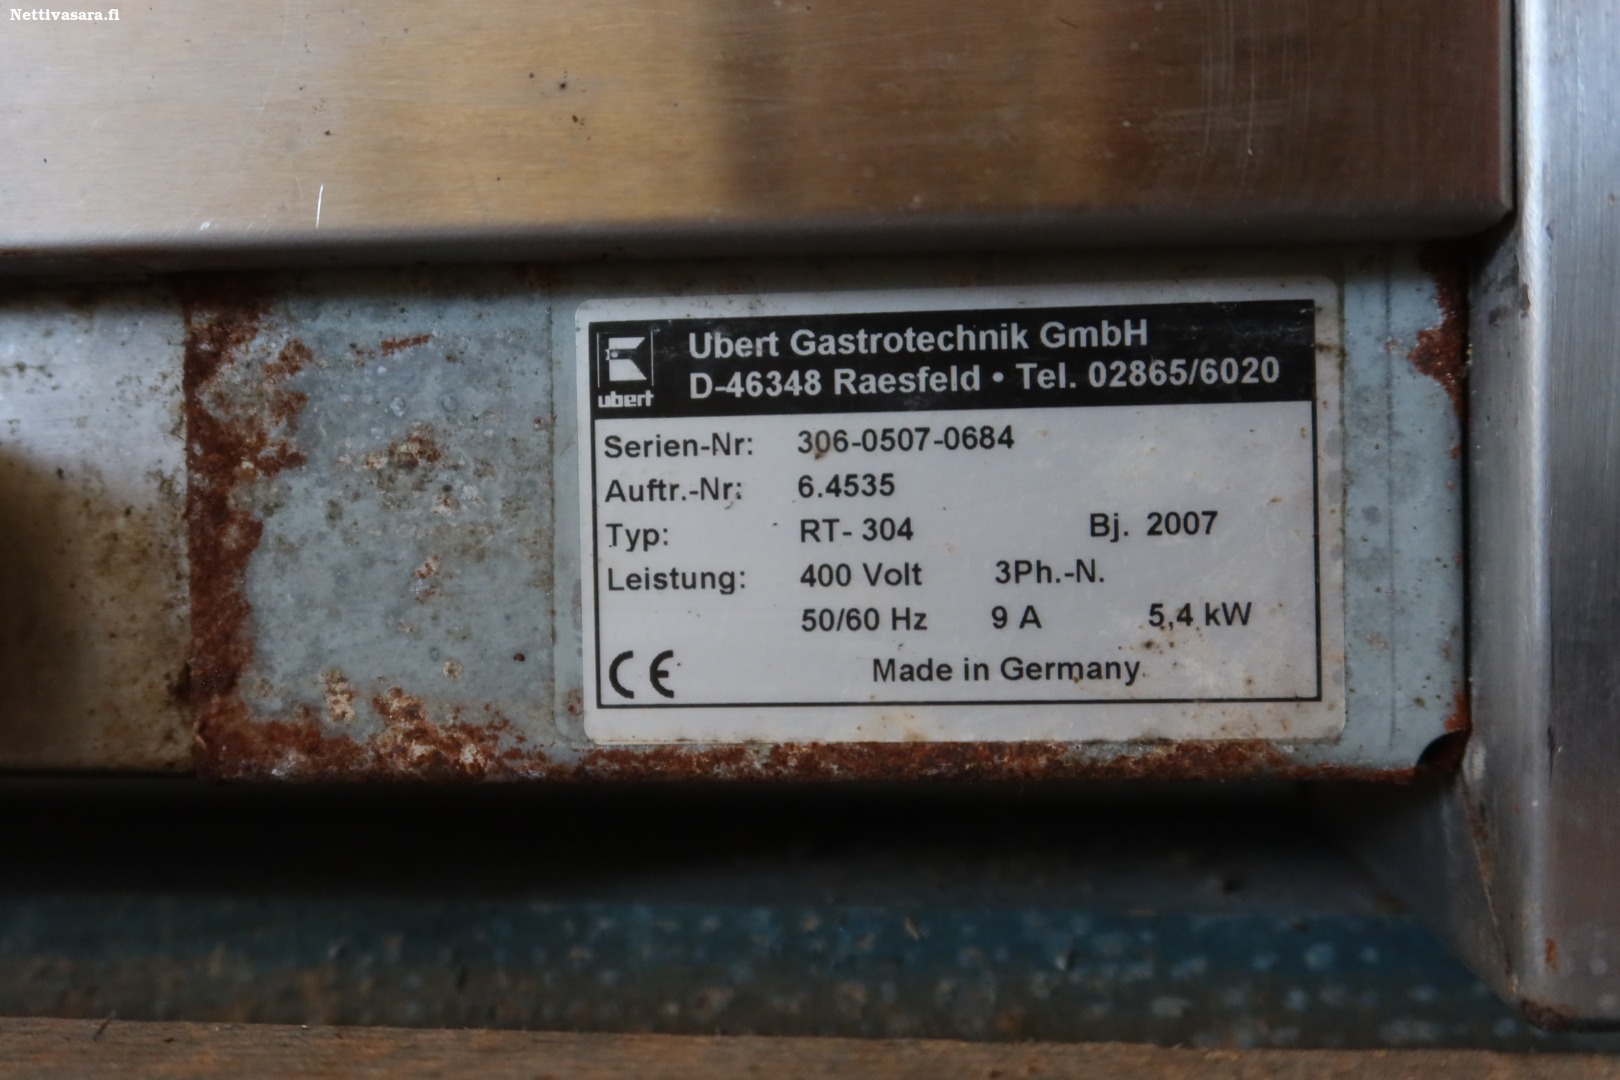 Nettivasara.fi
Ubert Gastrotechnik GmbH
D-46348 Raesfeld • Tel. 02865/6020
ubert
Serien-Nr: 306-0507-0684
Auftr.-Nr: 6.4535
Typ: RT- 304 Bj. 2007
Leistung: 400 Volt 3Ph.-N.
50/60 Hz 9 A 5,4 kW
CE Made in Germany